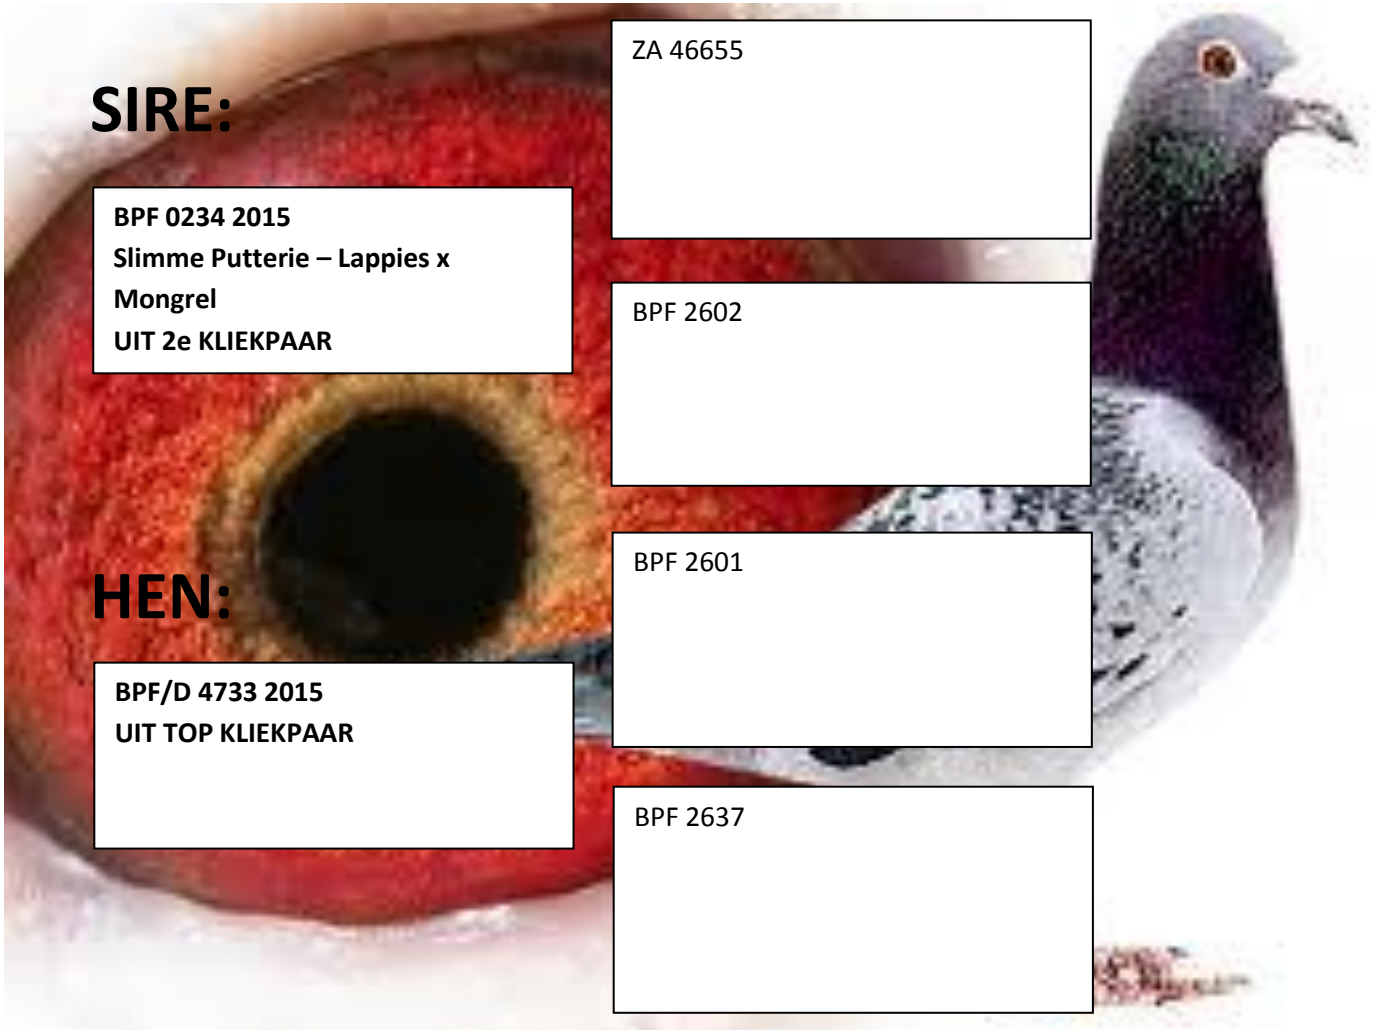 SIRE:
BPF 0234 2015
Slimme Putterie – Lappies x
Mongrel
UIT 2e KLIEKPAAR
HEN:
BPF/D 4733 2015
UIT TOP KLIEKPAAR
ZA 46655
BPF 2602
BPF 2601
BPF 2637